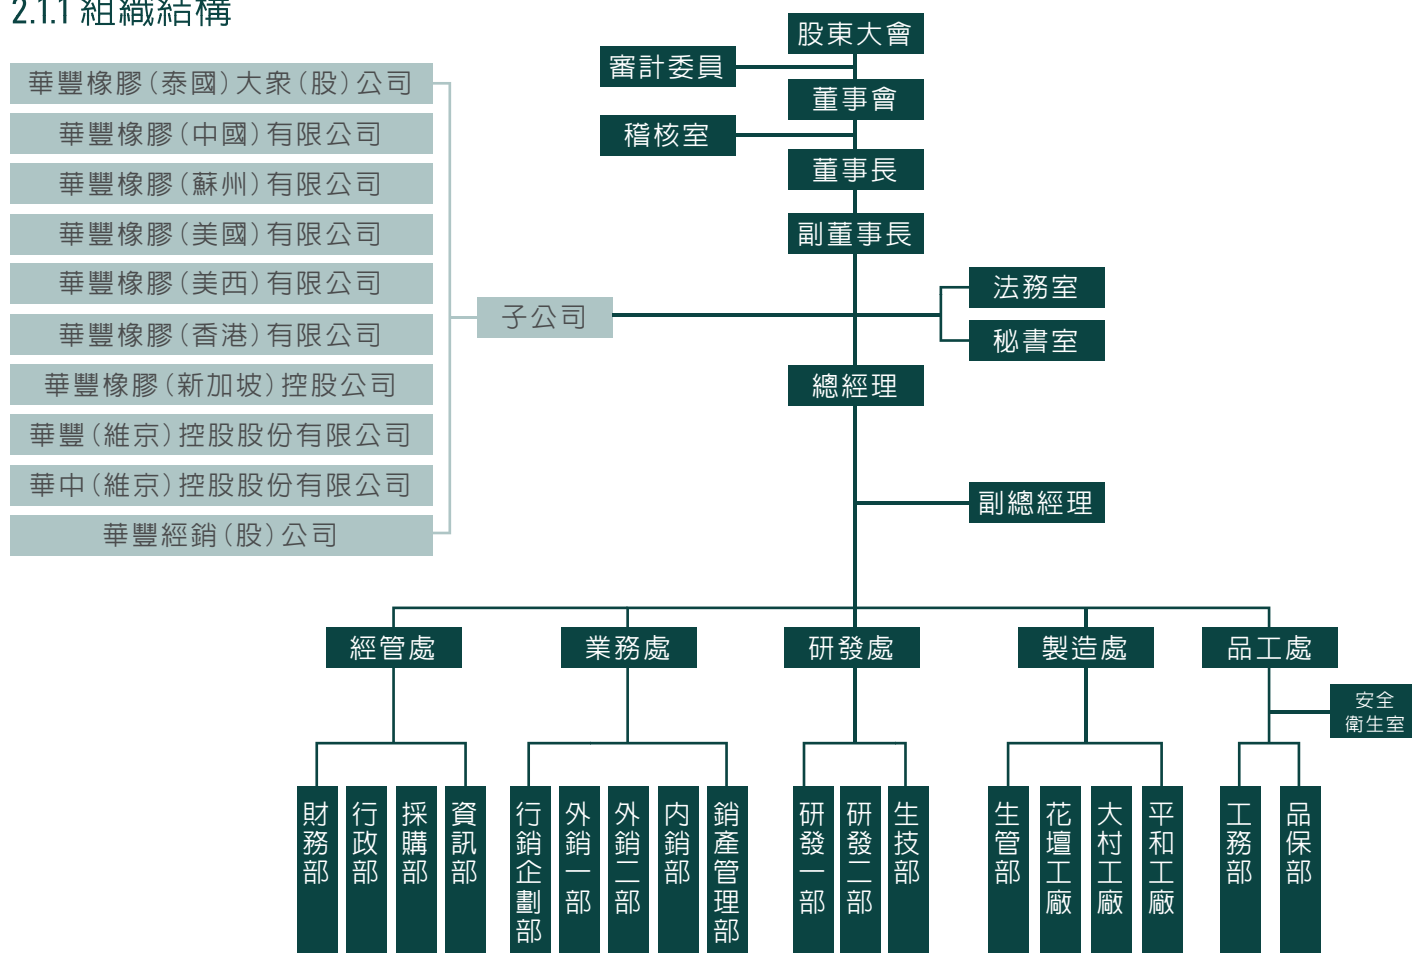 2.1.1 組織結構
股東大會
審計委員
董事會
稽核室
董事長
副董事長
法務室
秘書室
子公司
華豐橡膠(泰國)大衆(股)公司
華豐橡膠(中國)有限公司
華豐橡膠(蘇州)有限公司
華豐橡膠(美國)有限公司
華豐橡膠(美西)有限公司
華豐橡膠(香港)有限公司
華豐橡膠(新加坡)控股公司
華豐(維京)控股股份有限公司
華中(維京)控股股份有限公司
華豐經銷(股)公司
總經理
副總經理
經管處
業務處
研發處
製造處
品工處
安全
衛生室
財務部
行政部
採購部
資訊部
行銷企劃部
外銷一部
外銷二部
內銷部
銷產管理部
研發一部
研發二部
生技部
生管部
花壇工廠
大村工廠
平和工廠
工務部
品保部